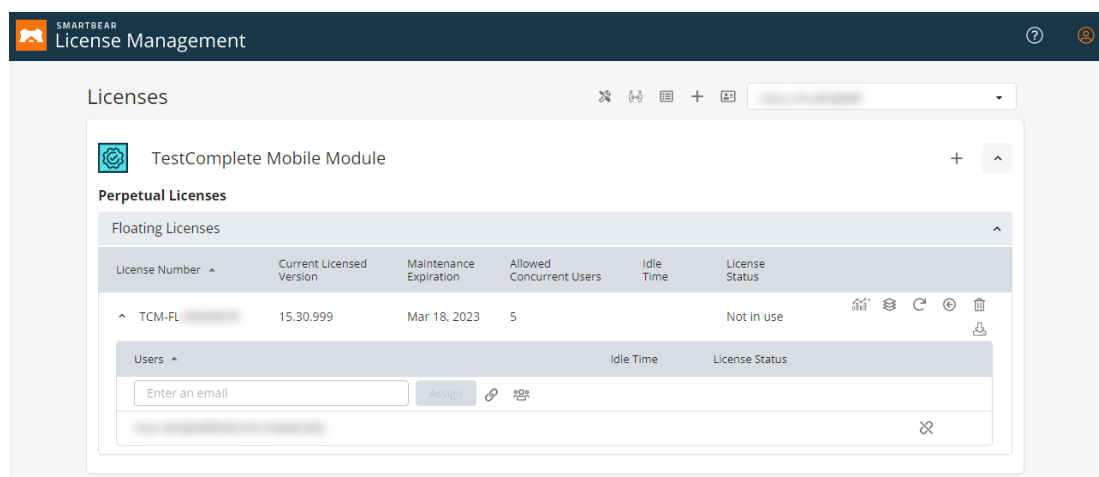 SMARTBEAR
License Management
Licenses
TestComplete Mobile Module
Perpetual Licenses
Floating Licenses
License Number Current Licensed Version Maintenance Expiration Allowed Concurrent Users Idle Time License Status
TCM-FL 15.30.999 Mar 18, 2023 5 Not in use
Users Idle Time License Status
Enter an email Assign